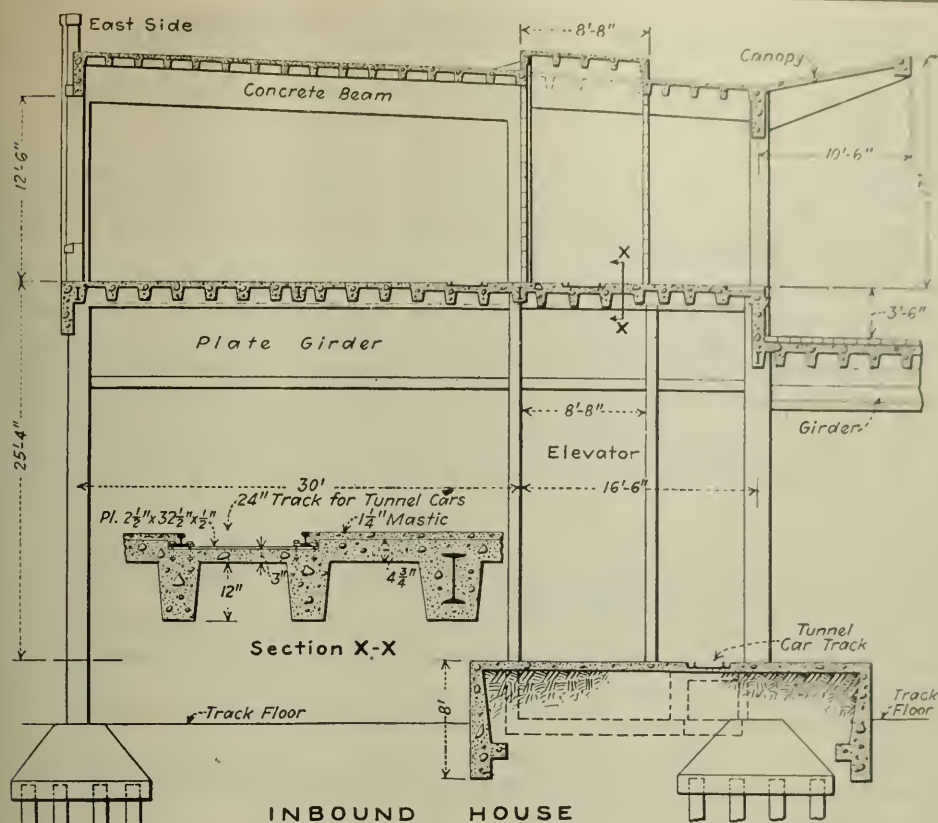 East Side
8'-8"
Canopy
Concrete Beam
12'-6"
10'-6"
X
X
3'-6"
Plate Girder
8'-8"
Girder
Elevator
25'-4"
30'
16'-6"
24" Track for Tunnel Cars
Pl. 2½" x 32½" x ½"
1¼" Mastic
3"
4¾"
12"
Section X-X
Tunnel
Car Track
8'
Track Floor
Track
Floor
INBOUND HOUSE